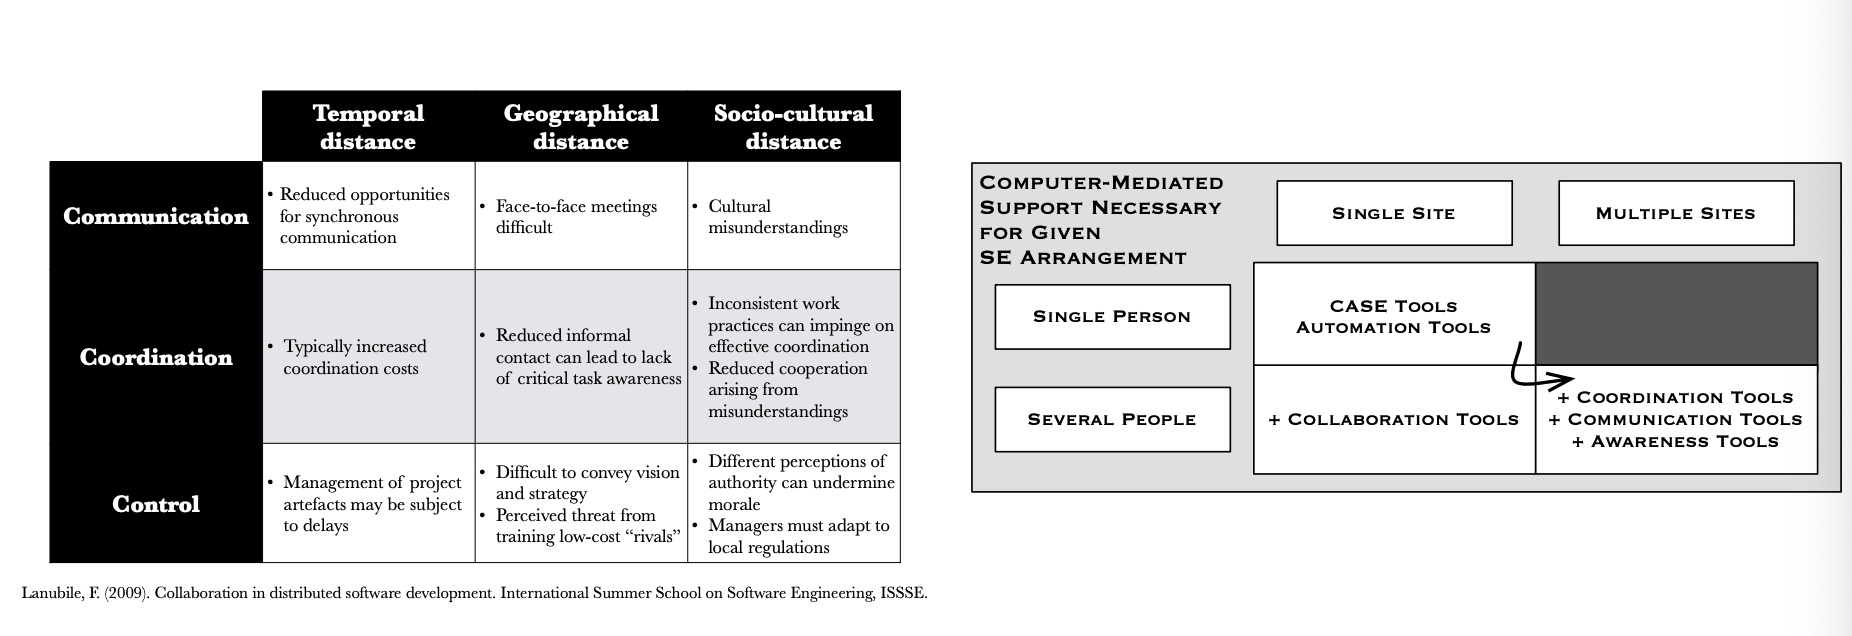 Temporal
distance
Geographical
distance
Socio-cultural
distance
Communication
• Reduced opportunities
for synchronous
communication
• Face-to-face meetings
difficult
• Cultural
misunderstandings
Coordination
• Typically increased
coordination costs
• Reduced informal
contact can lead to lack
of critical task awareness
• Inconsistent work
practices can impinge on
effective coordination
• Reduced cooperation
arising from
misunderstandings
Control
• Management of project
artefacts may be subject
to delays
• Difficult to convey vision
and strategy
• Perceived threat from
training low-cost “rivals”
• Different perceptions of
authority can undermine
morale
• Managers must adapt to
local regulations
Lanubile, F. (2009). Collaboration in distributed software development. International Summer School on Software Engineering, ISSSE.
Computer-Mediated
Support Necessary
for Given
SE Arrangement
Single Site
Multiple Sites
Single Person
CASE Tools
Automation Tools
Several People
+ Collaboration Tools
+ Coordination Tools
+ Communication Tools
+ Awareness Tools